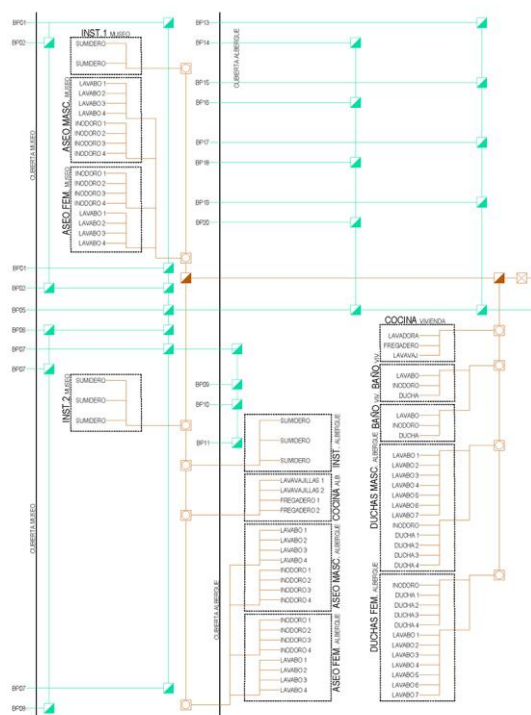 BP01
BP02
CUBIERTA MUSEO
INST.1 MUSEO
SUMIDERO
SUMIDERO
ASEO MASC. MUSEO
LAVABO 1
LAVABO 2
LAVABO 3
LAVABO 4
INODORO 1
INODORO 2
INODORO 3
INODORO 4
ASEO FEM. MUSEO
INODORO 1
INODORO 2
INODORO 3
INODORO 4
LAVABO 1
LAVABO 2
LAVABO 3
LAVABO 4
BP01
BP02
BP05
BP06
BP07
BP07
INST.2 MUSEO
SUMIDERO
SUMIDERO
SUMIDERO
CUBIERTA MUSEO
BP07
BP08
BP13
BP14
CUBIERTA ALBERGUE
BP15
BP16
BP17
BP18
BP19
BP20
BP09
BP10
BP11
INST. ALBERGUE
SUMIDERO
SUMIDERO
SUMIDERO
COCINA ALB
LAVAVAJILLAS 1
LAVAVAJILLAS 2
FREGADERO 1
FREGADERO 2
ASEO MASC. ALBERGUE
LAVABO 1
LAVABO 2
LAVABO 3
LAVABO 4
INODORO 1
INODORO 2
INODORO 3
INODORO 4
CUBIERTA ALBERGUE
ASEO FEM. ALBERGUE
INODORO 1
INODORO 2
INODORO 3
INODORO 4
LAVABO 1
LAVABO 2
LAVABO 3
LAVABO 4
COCINA VIVIENDA
LAVADORA
FREGADERO
LAVAVAJ
BAÑO VIV.
LAVABO
INODORO
DUCHA
BAÑO VIV.
LAVABO
INODORO
DUCHA
DUCHAS MASC. ALBERGUE
LAVABO 1
LAVABO 2
LAVABO 3
LAVABO 4
LAVABO 5
LAVABO 6
LAVABO 7
INODORO
DUCHA 1
DUCHA 2
DUCHA 3
DUCHA 4
DUCHAS FEM. ALBERGUE
INODORO
DUCHA 1
DUCHA 2
DUCHA 3
DUCHA 4
LAVABO 1
LAVABO 2
LAVABO 3
LAVABO 4
LAVABO 5
LAVABO 6
LAVABO 7